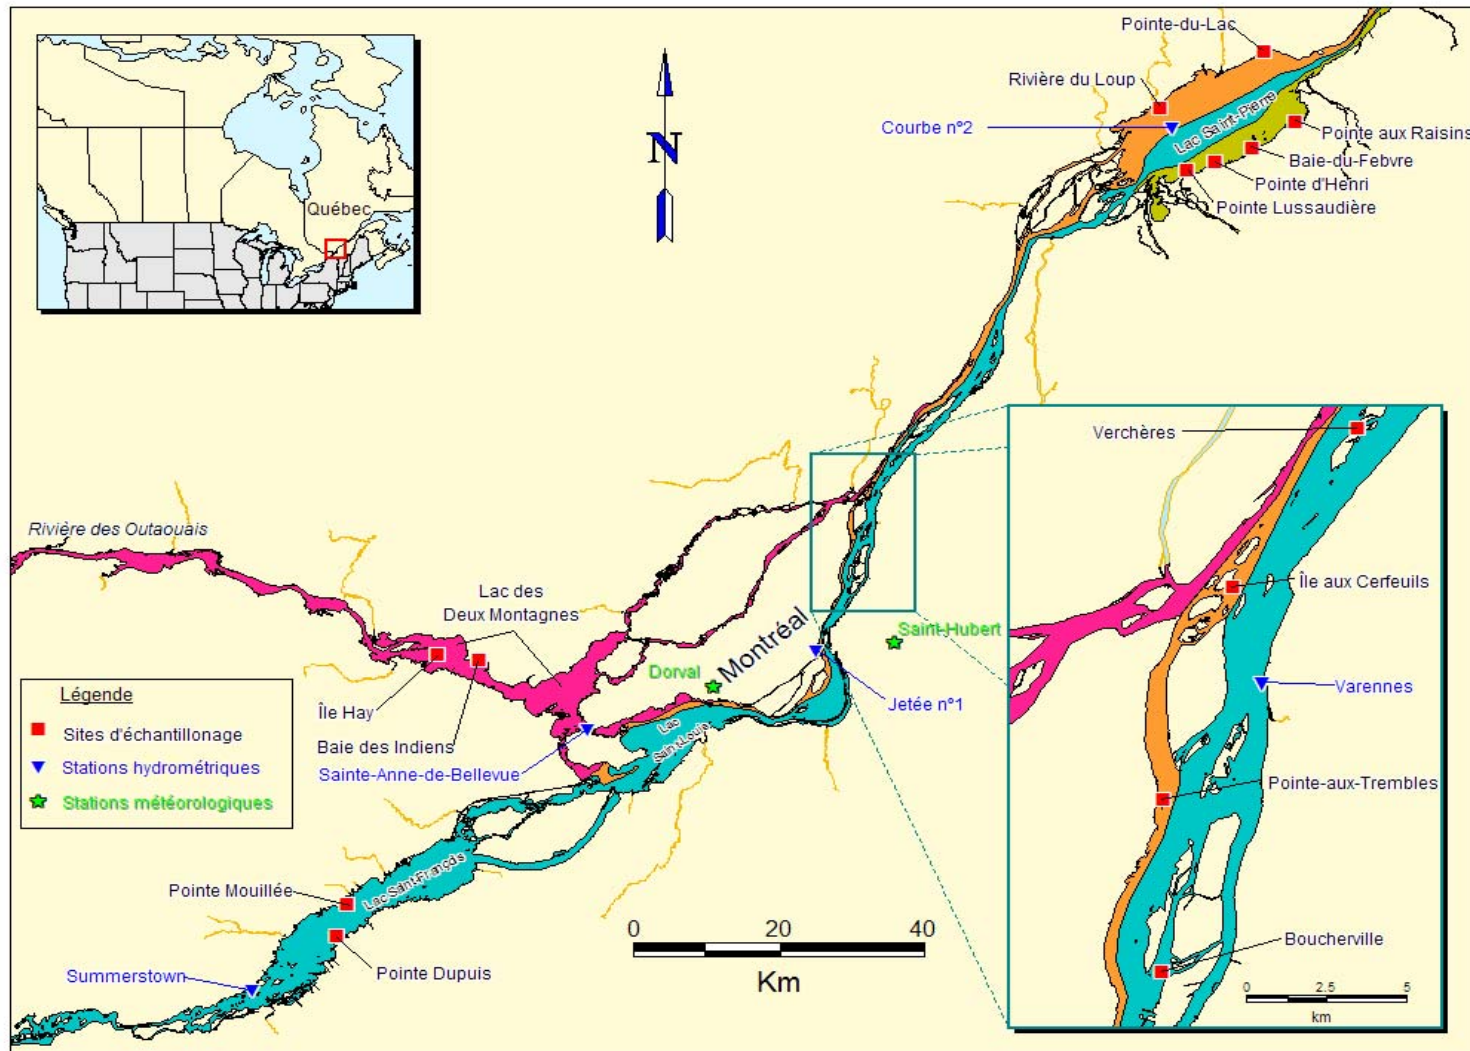 Québec
N
Pointe-du-Lac
Rivière du Loup
Courbe nº2
Lac Saint-Pierre
Pointe aux Raisins
Baie-du-Febvre
Pointe d'Henri
Pointe Lussaudière
Rivière des Outaouais
Lac des
Deux Montagnes
Île Hay
Baie des Indiens
Sainte-Anne-de-Bellevue
Dorval
Montréal
Saint-Hubert
Jetée nº1
Lac
Saint-Louis
Légende
Sites d'échantillonage
Stations hydrométriques
Stations météorologiques
Pointe Mouillée
Lac Saint-François
Pointe Dupuis
Summerstown
0 20 40
Km
Verchères
Île aux Cerfeuils
Varennes
Pointe-aux-Trembles
Boucherville
0 2.5 5
km